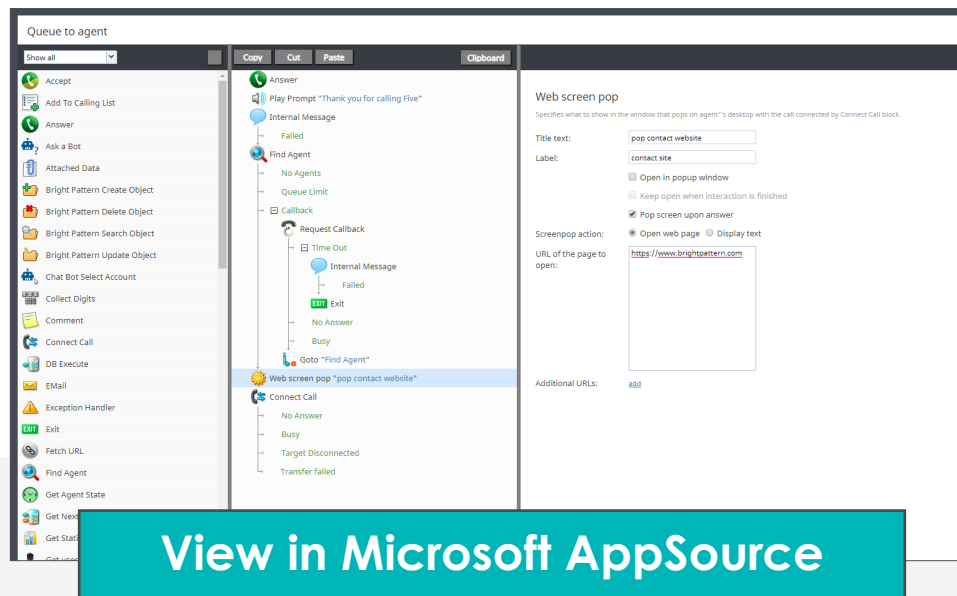 Queue to agent
Show all
Copy Cut Paste Clipboard
Accept
Add To Calling List
Answer
Ask a Bot
Attached Data
Bright Pattern Create Object
Bright Pattern Delete Object
Bright Pattern Search Object
Bright Pattern Update Object
Chat Bot Select Account
Collect Digits
Comment
Connect Call
DB Execute
EMail
Exception Handler
EXIT Exit
Fetch URL
Find Agent
Get Agent State
Get Next
Get Stati
Answer
Play Prompt "Thank you for calling Five"
Internal Message
Failed
Find Agent
No Agents
Queue Limit
Callback
Request Callback
Time Out
Internal Message
Failed
EXIT Exit
No Answer
Busy
Goto "Find Agent"
Web screen pop "pop contact website"
Connect Call
No Answer
Busy
Target Disconnected
Transfer failed
Web screen pop
Specifies what to show in the window that pops on agent''s desktop with the call connected by Connect Call block.
Title text: pop contact website
Label: contact site
Open in popup window
Keep open when interaction is finished
Pop screen upon answer
Screenpop action: Open web page Display text
URL of the page to open: https://www.brightpattern.com
Additional URLs: add
View in Microsoft AppSource